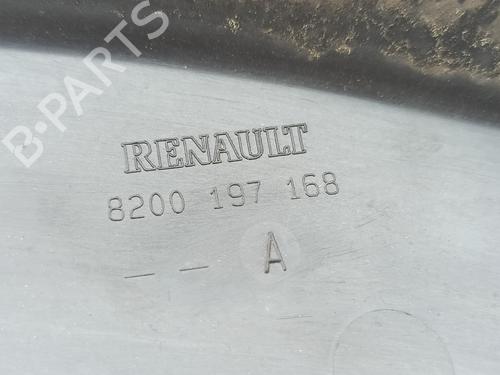 B-PARTS
RENAULT
8200 197 168
_ _ A